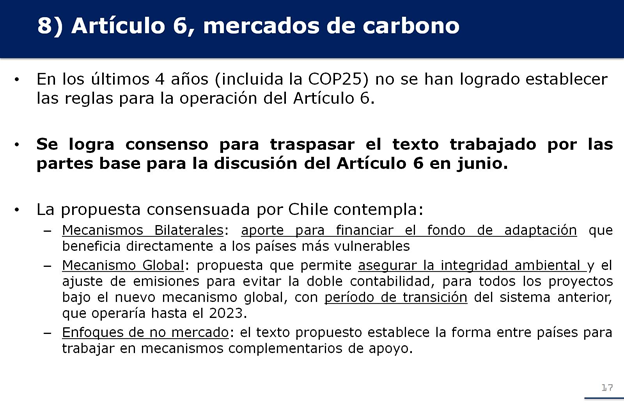 8) Artículo 6, mercados de carbono
• En los últimos 4 años (incluida la COP25) no se han logrado establecer
las reglas para la operación del Artículo 6.
• Se logra consenso para traspasar el texto trabajado por las
partes base para la discusión del Artículo 6 en junio.
• La propuesta consensuada por Chile contempla:
– Mecanismos Bilaterales: aporte para financiar el fondo de adaptación que
beneficia directamente a los países más vulnerables
– Mecanismo Global: propuesta que permite asegurar la integridad ambiental y el
ajuste de emisiones para evitar la doble contabilidad, para todos los proyectos
bajo el nuevo mecanismo global, con período de transición del sistema anterior,
que operaría hasta el 2023.
– Enfoques de no mercado: el texto propuesto establece la forma entre países para
trabajar en mecanismos complementarios de apoyo.
17